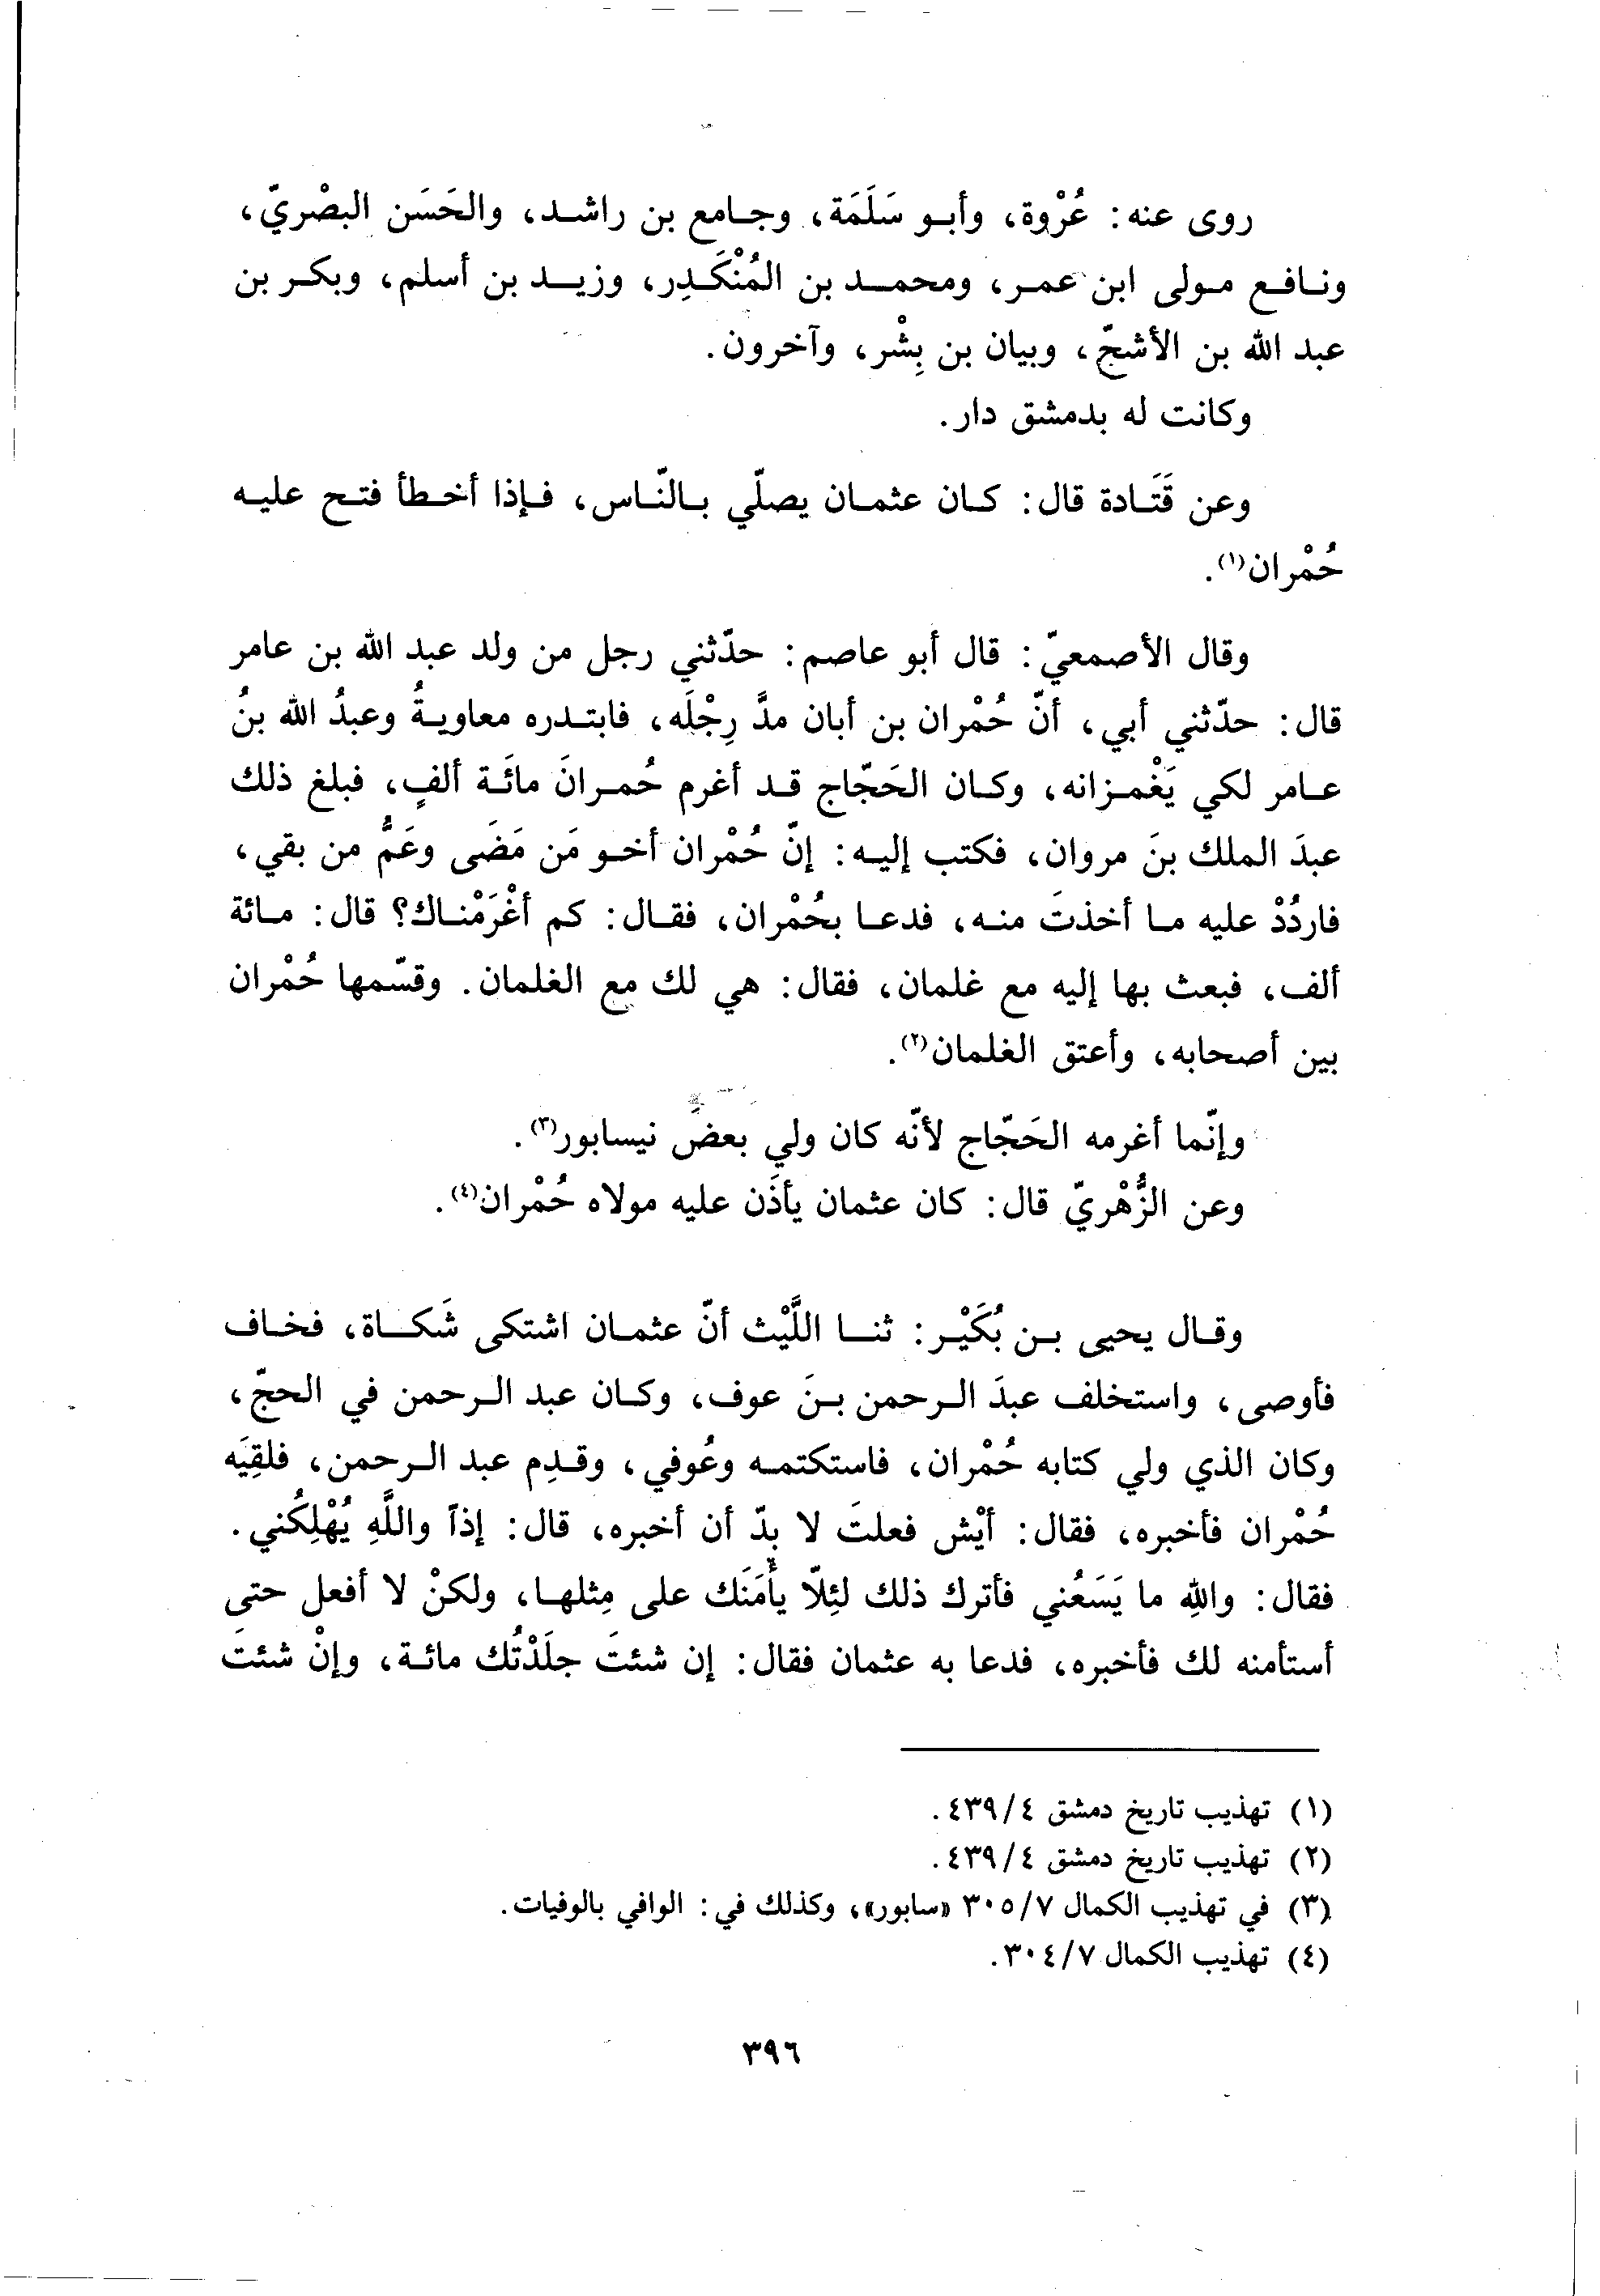 روى عنه: عُرْوة، وأبو سَلَمَة، وجامع بن راشد، والحَسَن البصْريّ،
ونافع مولى ابن عمر، ومحمد بن المُنْكَدِر، وزيد بن أسلم، وبكر بن
عبد الله بن الأشجّ، وبيان بن بِشْر، وآخرون.
وكانت له بدمشق دار.
وعن قَتَادة قال: كان عثمان يصلّي بالنّاس، فإذا أخطأ فتح عليه
حُمْران(١).
وقال الأصمعيّ: قال أبو عاصم: حدّثني رجل من ولد عبد الله بن عامر
قال: حدّثني أبي، أنّ حُمْران بن أبان مدَّ رِجْلَه، فابتدره معاويةُ وعبدُ الله بنُ
عامر لكي يَغْمزانه، وكان الحَجّاج قد أغرم حُمرانَ مائَة ألفٍ، فبلغ ذلك
عبدَ الملك بنَ مروان، فكتب إليه: إنّ حُمْران أخو مَن مَضَى وعَمُّ من بقي،
فاردُدْ عليه ما أخذتَ منه، فدعا بحُمْران، فقال: كم أغْرَمْناك؟ قال: مائة
ألف، فبعث بها إليه مع غلمان، فقال: هي لك مع الغلمان. وقسّمها حُمْران
بين أصحابه، وأعتق الغلمان(٢).
وإنّما أغرمه الحَجّاج لأنّه كان ولي بعض نيسابور(٣).
وعن الزُّهْريّ قال: كان عثمان يأذَن عليه مولاه حُمْران(٤).
وقال يحيى بن بُكَيْر: ثنا اللَّيْث أنّ عثمان اشتكى شَكاة، فخاف
فأوصى، واستخلف عبدَ الرحمن بنَ عوف، وكان عبد الرحمن في الحجّ،
وكان الذي ولي كتابه حُمْران، فاستكتمه وعُوفي، وقدِم عبد الرحمن، فلقِيَه
حُمْران فأخبره، فقال: أيْش فعلتَ لا بدّ أن أخبره، قال: إذاً واللَّهِ يُهْلِكُني.
فقال: واللهِ ما يَسَعُني فأترك ذلك لئِلّا يأْمَنَك على مِثلها، ولكنْ لا أفعل حتى
أستأمنه لك فأخبره، فدعا به عثمان فقال: إن شئتَ جلَدْتُك مائة، وإنْ شئتَ
(١) تهذيب تاريخ دمشق ٤/٤٣٩.
(٢) تهذيب تاريخ دمشق ٤/٤٣٩.
(٣) في تهذيب الكمال ٧/٣٠٥ «سابور»، وكذلك في: الوافي بالوفيات.
(٤) تهذيب الكمال ٧/٣٠٤.
٣٩٦